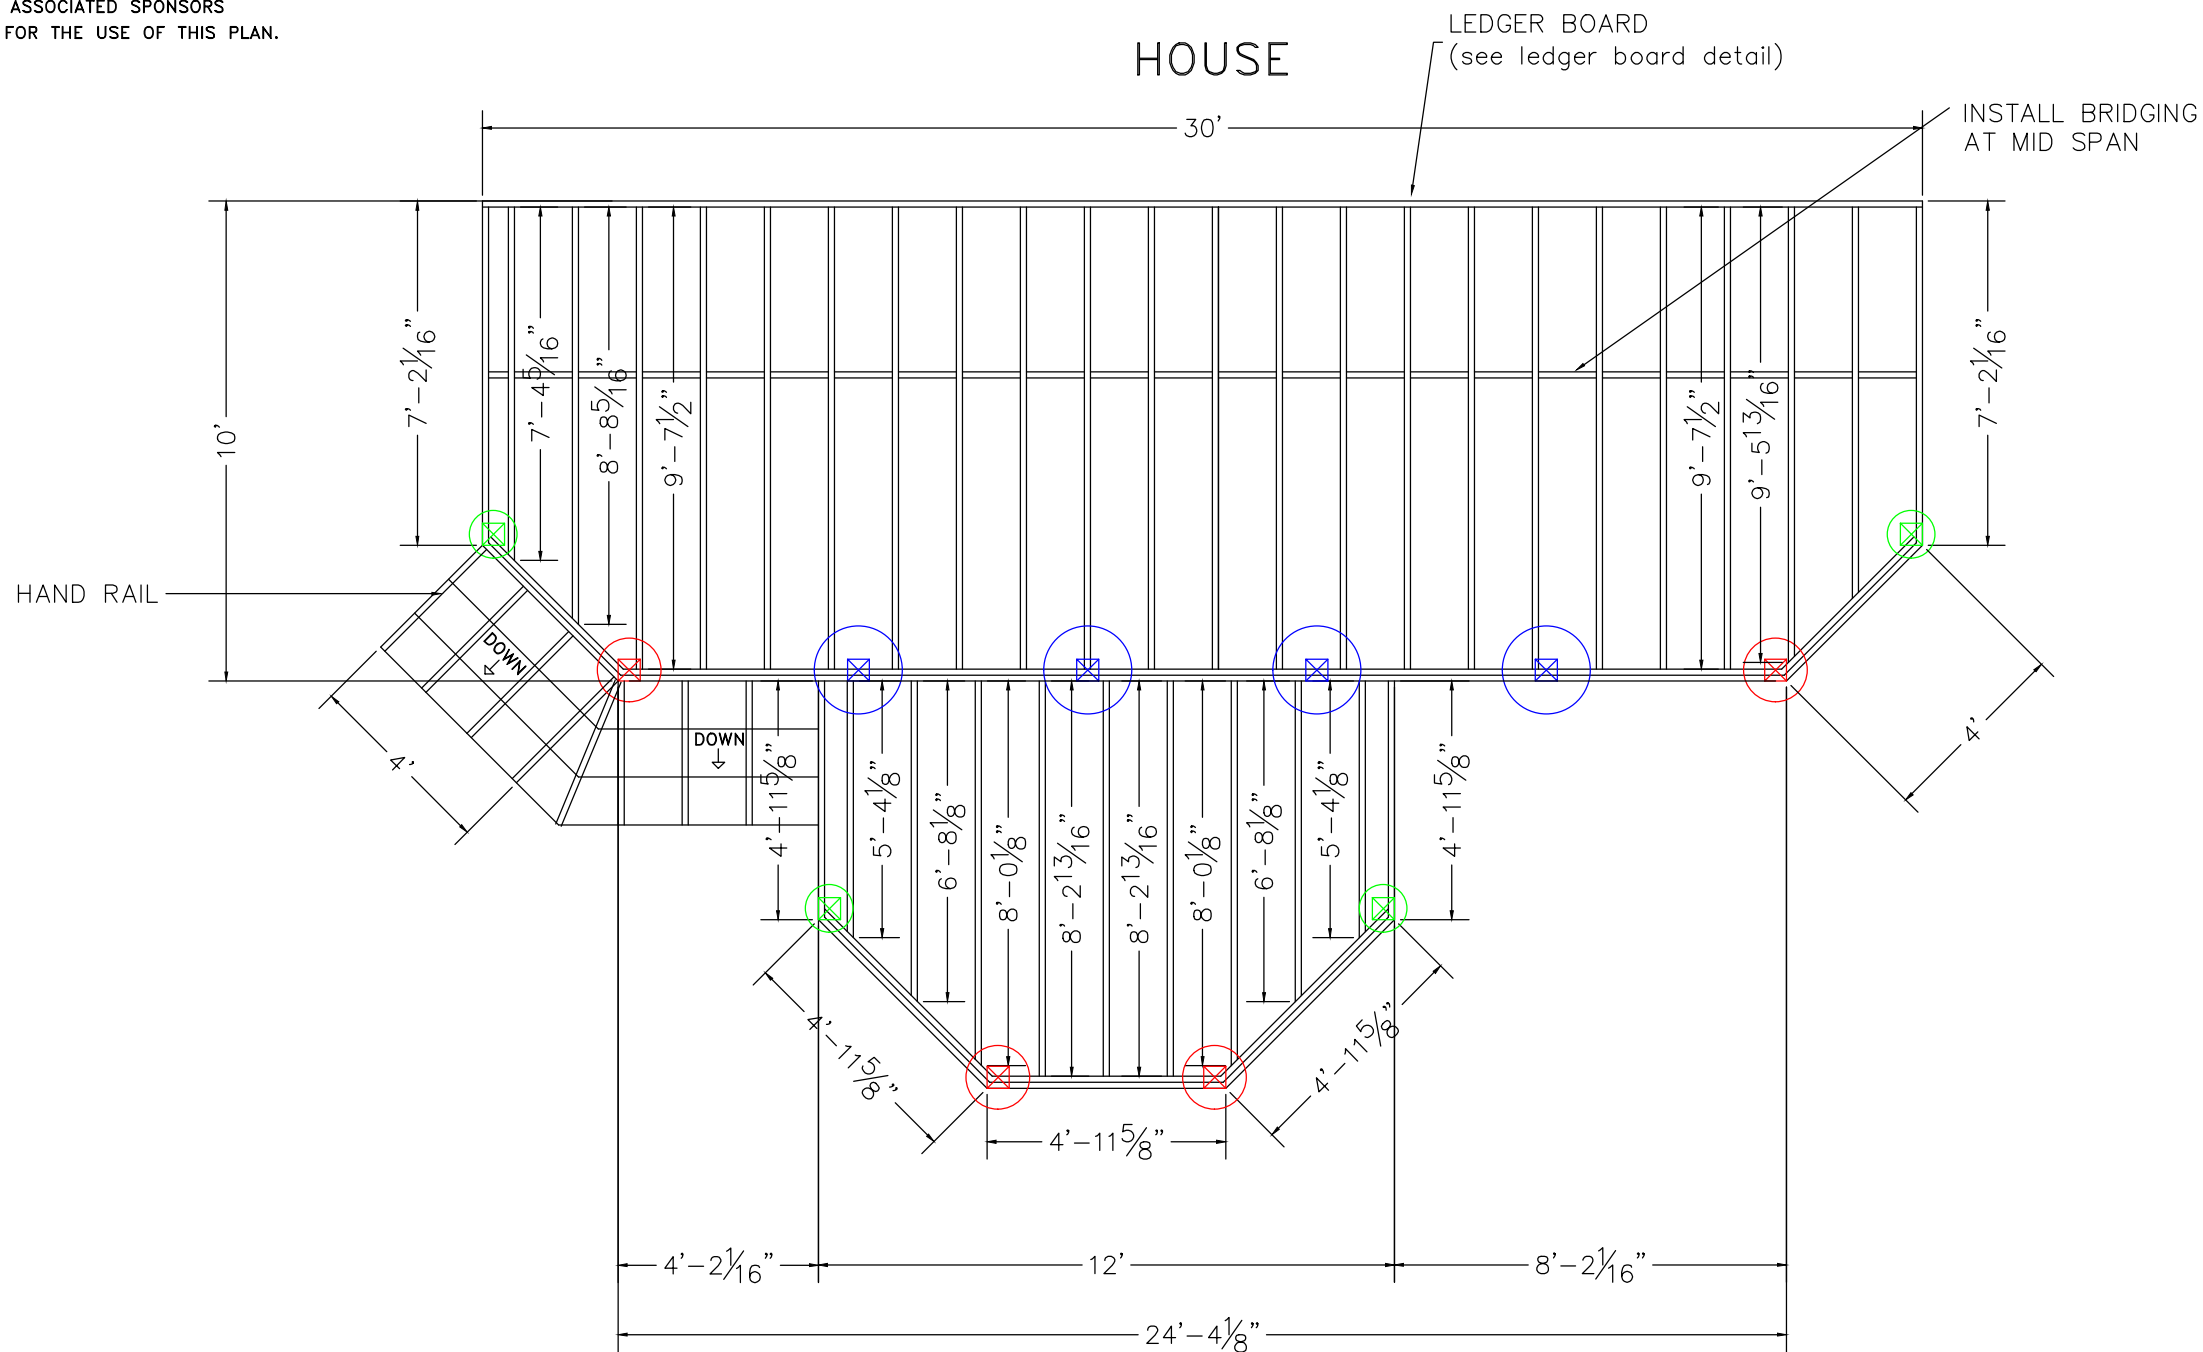 ASSOCIATED SPONSORS
FOR THE USE OF THIS PLAN.
HOUSE
LEDGER BOARD
(see ledger board detail)
INSTALL BRIDGING
AT MID SPAN
30'
10'
7'-2 1/16"
7'-4 5/16"
8'-8 5/16"
9'-7 1/2"
9'-7 1/2"
9'-5 13/16"
7'-2 1/16"
HAND RAIL
DOWN
DOWN
4'
4'
4'-11 5/8"
5'-4 1/8"
6'-8 1/8"
8'-0 1/8"
8'-2 13/16"
8'-2 13/16"
8'-0 1/8"
6'-8 1/8"
5'-4 1/8"
4'-11 5/8"
4'-11 5/8"
4'-11 5/8"
4'-11 5/8"
4'-2 1/16"
12'
8'-2 1/16"
24'-4 1/8"